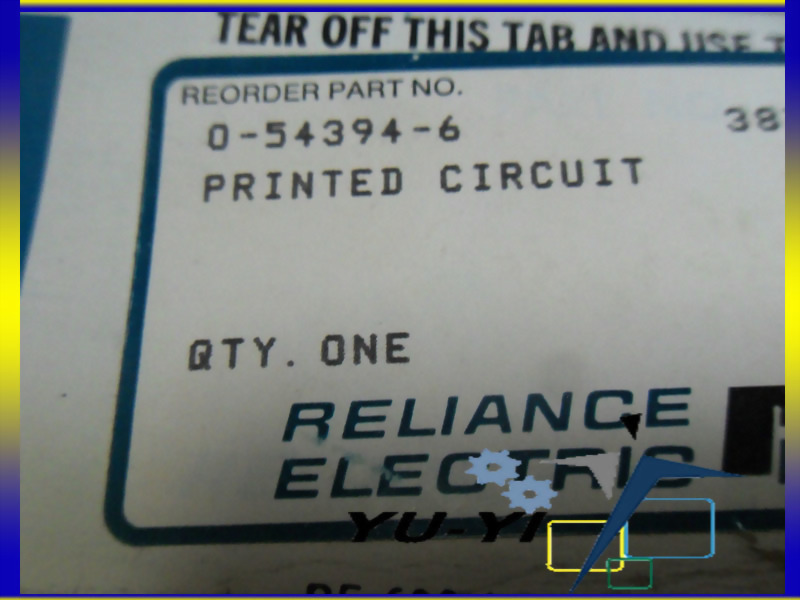 TEAR OFF THIS TAB AND USE
REORDER PART NO.
0-54394-6
38
PRINTED CIRCUIT
QTY. ONE
RELIANCE
ELECTRIC
YU-YI